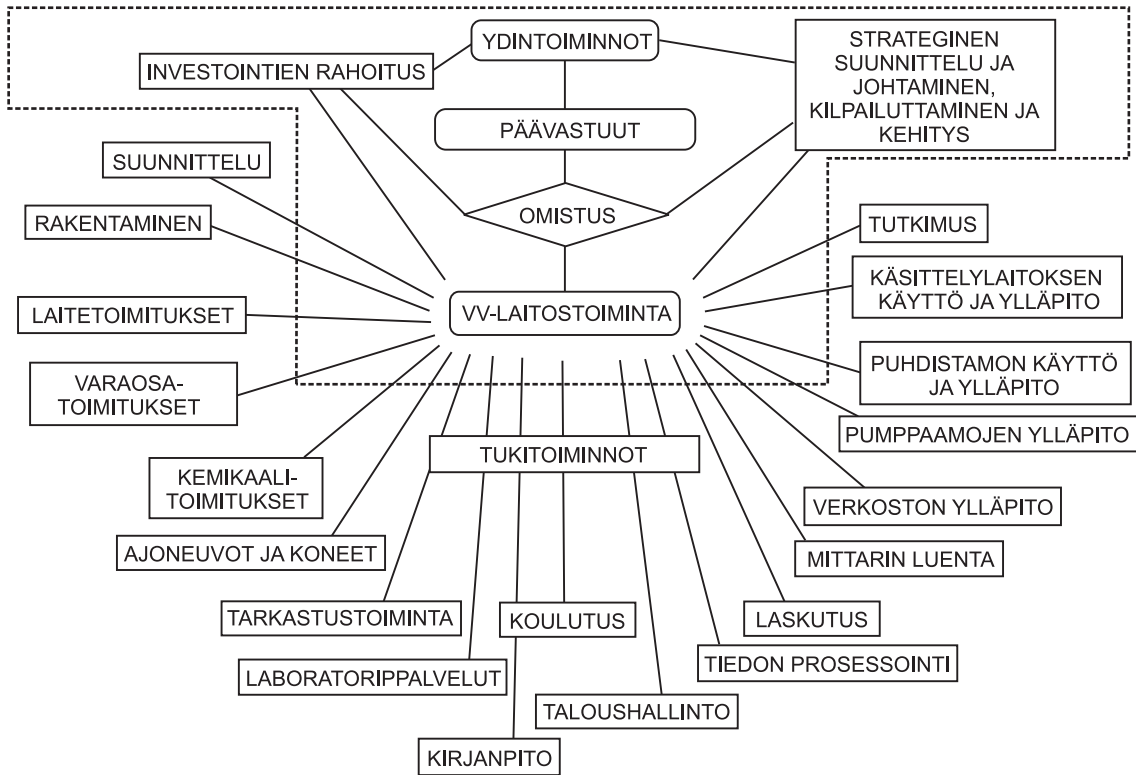 YDINTOIMINNOT
INVESTOINTIEN RAHOITUS
STRATEGINEN
SUUNNITTELU JA
JOHTAMINEN,
KILPAILUTTAMINEN JA
KEHITYS
PÄÄVASTUUT
SUUNNITTELU
OMISTUS
RAKENTAMINEN
TUTKIMUS
KÄSITTELYLAITOKSEN
KÄYTTÖ JA YLLÄPITO
LAITETOIMITUKSET
VV-LAITOSTOIMINTA
VARAOSA-
TOIMITUKSET
PUHDISTAMON KÄYTTÖ
JA YLLÄPITO
PUMPPAAMOJEN YLLÄPITO
TUKITOIMINNOT
KEMIKAALI-
TOIMITUKSET
VERKOSTON YLLÄPITO
AJONEUVOT JA KONEET
MITTARIN LUENTA
TARKASTUSTOIMINTA
KOULUTUS
LASKUTUS
LABORATORIPPALVELUT
TIEDON PROSESSOINTI
TALOUSHALLINTO
KIRJANPITO